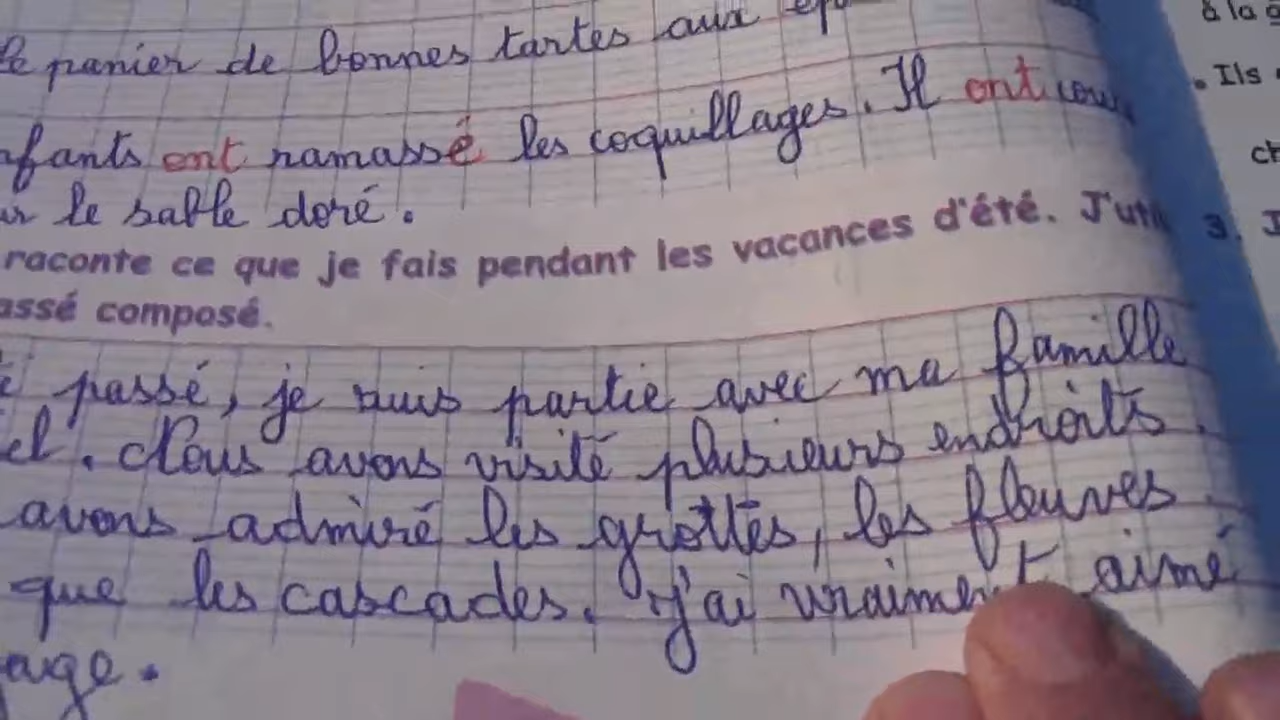 le panier de bonnes tartes aux
ont ramassé les coquillages. Il ont
le sable doré.
raconte ce que je fais pendant les vacances d'été. J'uti
assé composé.
passé, je suis partie avec ma famille
el. Nous avons visité plusieurs endroits.
avons admiré les grottes, les fleuves
que les cascades. j'ai vraiment aimé
à la
. Ils
ch
3. J